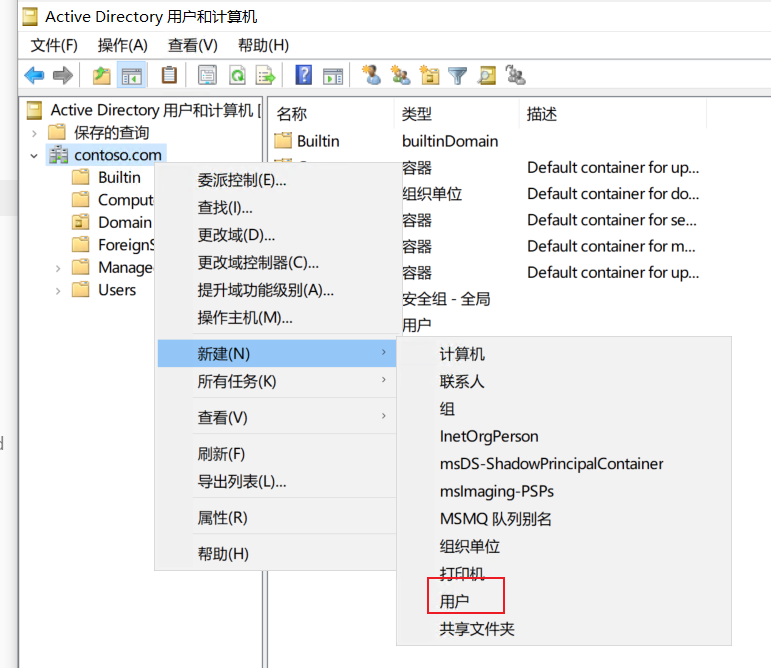 Active Directory 用户和计算机
文件(F) 操作(A) 查看(V) 帮助(H)
Active Directory 用户和计算机 [
保存的查询
contoso.com
Builtin
Comput
Domain
Foreign
Manage
Users
名称 类型 描述
Builtin builtinDomain
容器 Default container for up...
组织单位 Default container for do...
容器 Default container for se...
容器 Default container for m...
容器 Default container for up...
安全组 - 全局
用户
委派控制(E)...
查找(I)...
更改域(D)...
更改域控制器(C)...
提升域功能级别(A)...
操作主机(M)...
新建(N)
所有任务(K)
查看(V)
刷新(F)
导出列表(L)...
属性(R)
帮助(H)
计算机
联系人
组
InetOrgPerson
msDS-ShadowPrincipalContainer
msImaging-PSPs
MSMQ 队列别名
组织单位
打印机
用户
共享文件夹